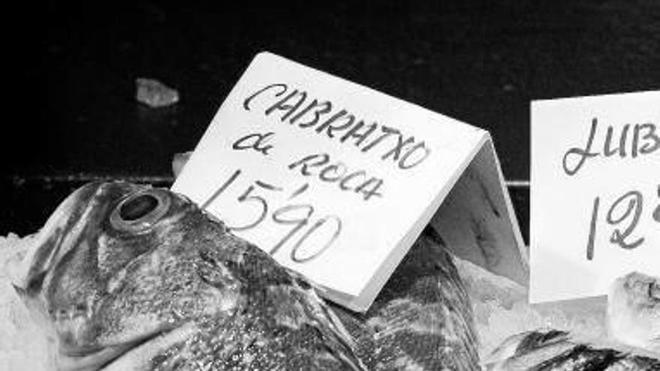 CABRATXO
de ROCA
15'90
LUB
12